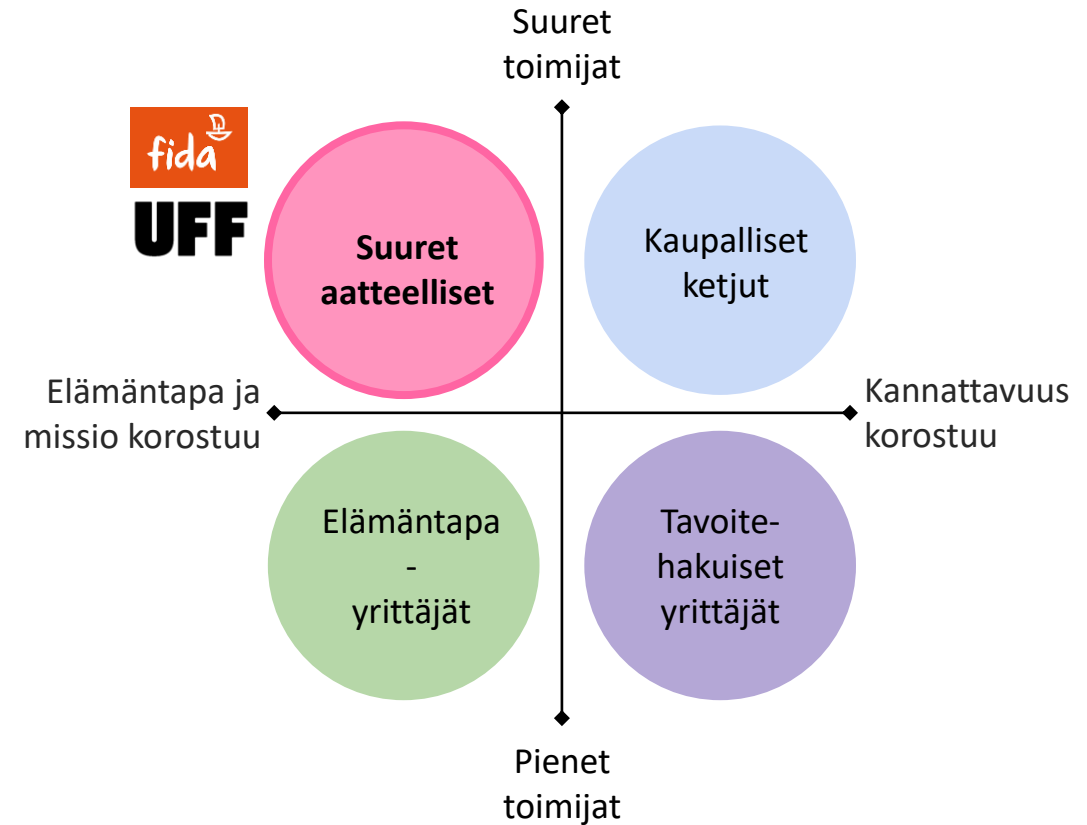 Suuret
toimijat
fida
UFF
Suuret
aatteelliset
Kaupalliset
ketjut
Elämäntapa ja
missio korostuu
Kannattavuus
korostuu
Elämäntapa
-
yrittäjät
Tavoite-
hakuiset
yrittäjät
Pienet
toimijat